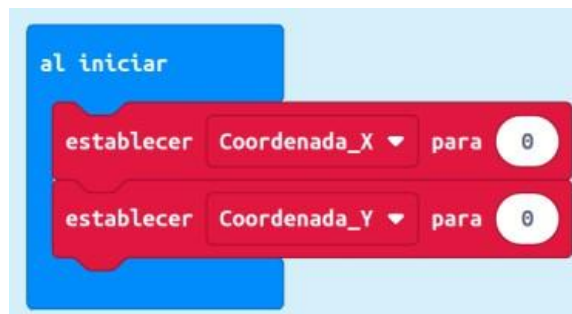 al iniciar
establecer Coordenada_X para 0
establecer Coordenada_Y para 0